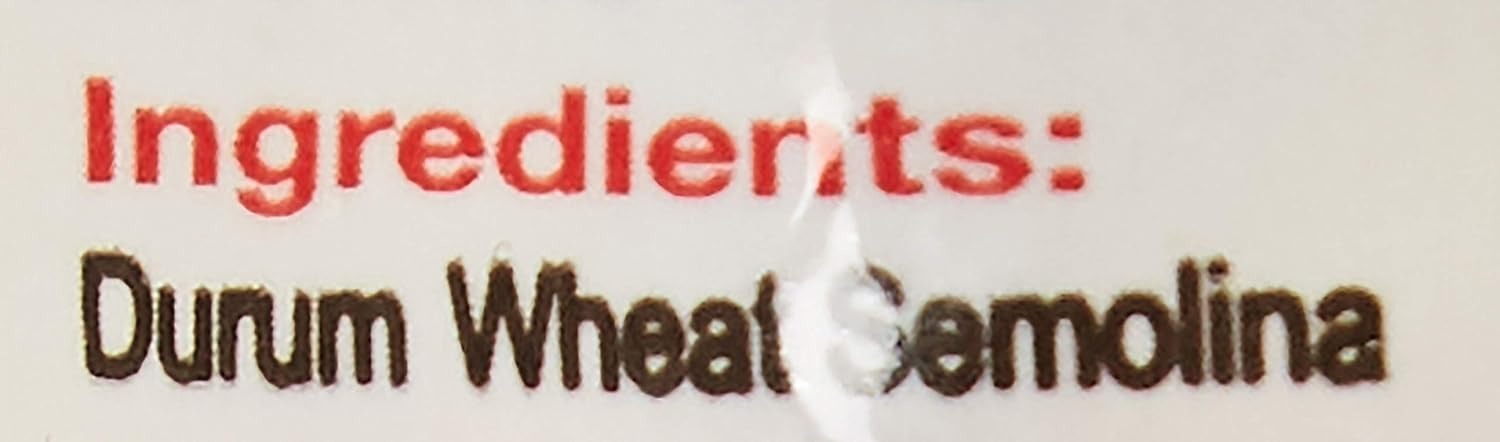 Ingredients:
Durum Wheat Semolina